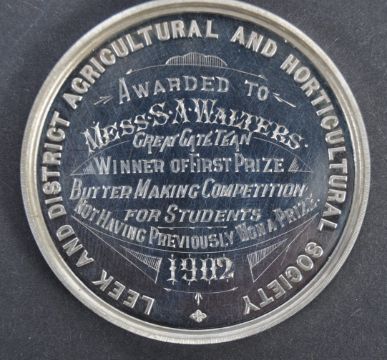 LEEK AND DISTRICT AGRICULTURAL AND HORTICULTURAL SOCIETY
AWARDED TO
MESS. S. A. WALTERS.
GREAT GATE TEAN
WINNER OF FIRST PRIZE
BUTTER MAKING COMPETITION
FOR STUDENTS
NOT HAVING PREVIOUSLY WON A PRIZE
1902